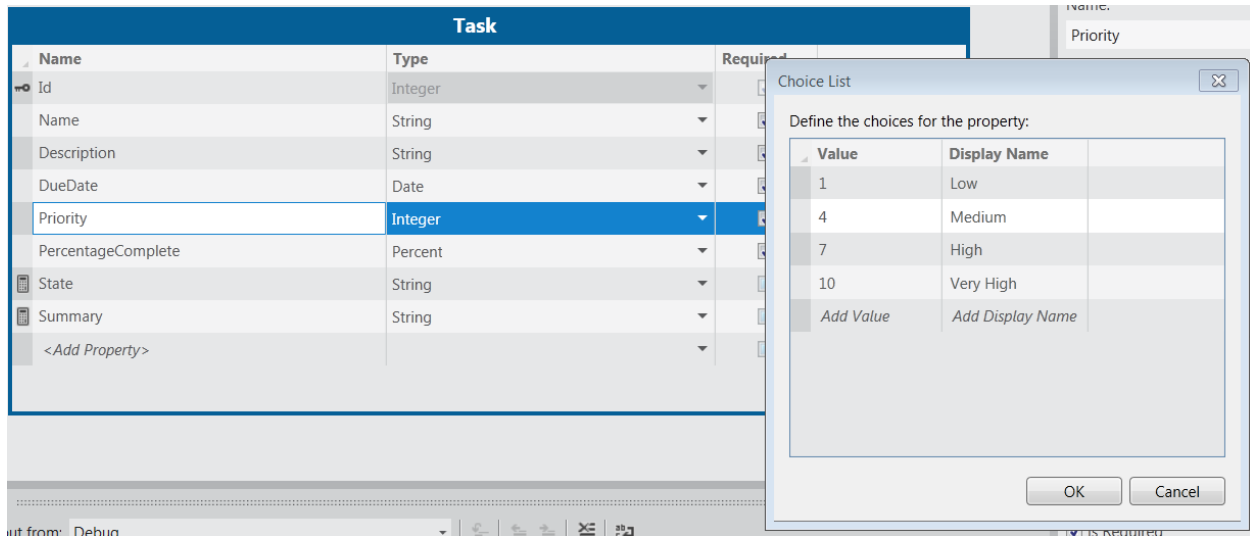 Task
Name:
Priority
Name Type Required
Id Integer
Name String
Description String
DueDate Date
Priority Integer
PercentageComplete Percent
State String
Summary String
<Add Property>
Choice List
Define the choices for the property:
Value Display Name
1 Low
4 Medium
7 High
10 Very High
Add Value Add Display Name
OK Cancel
from: Debug
Is Required